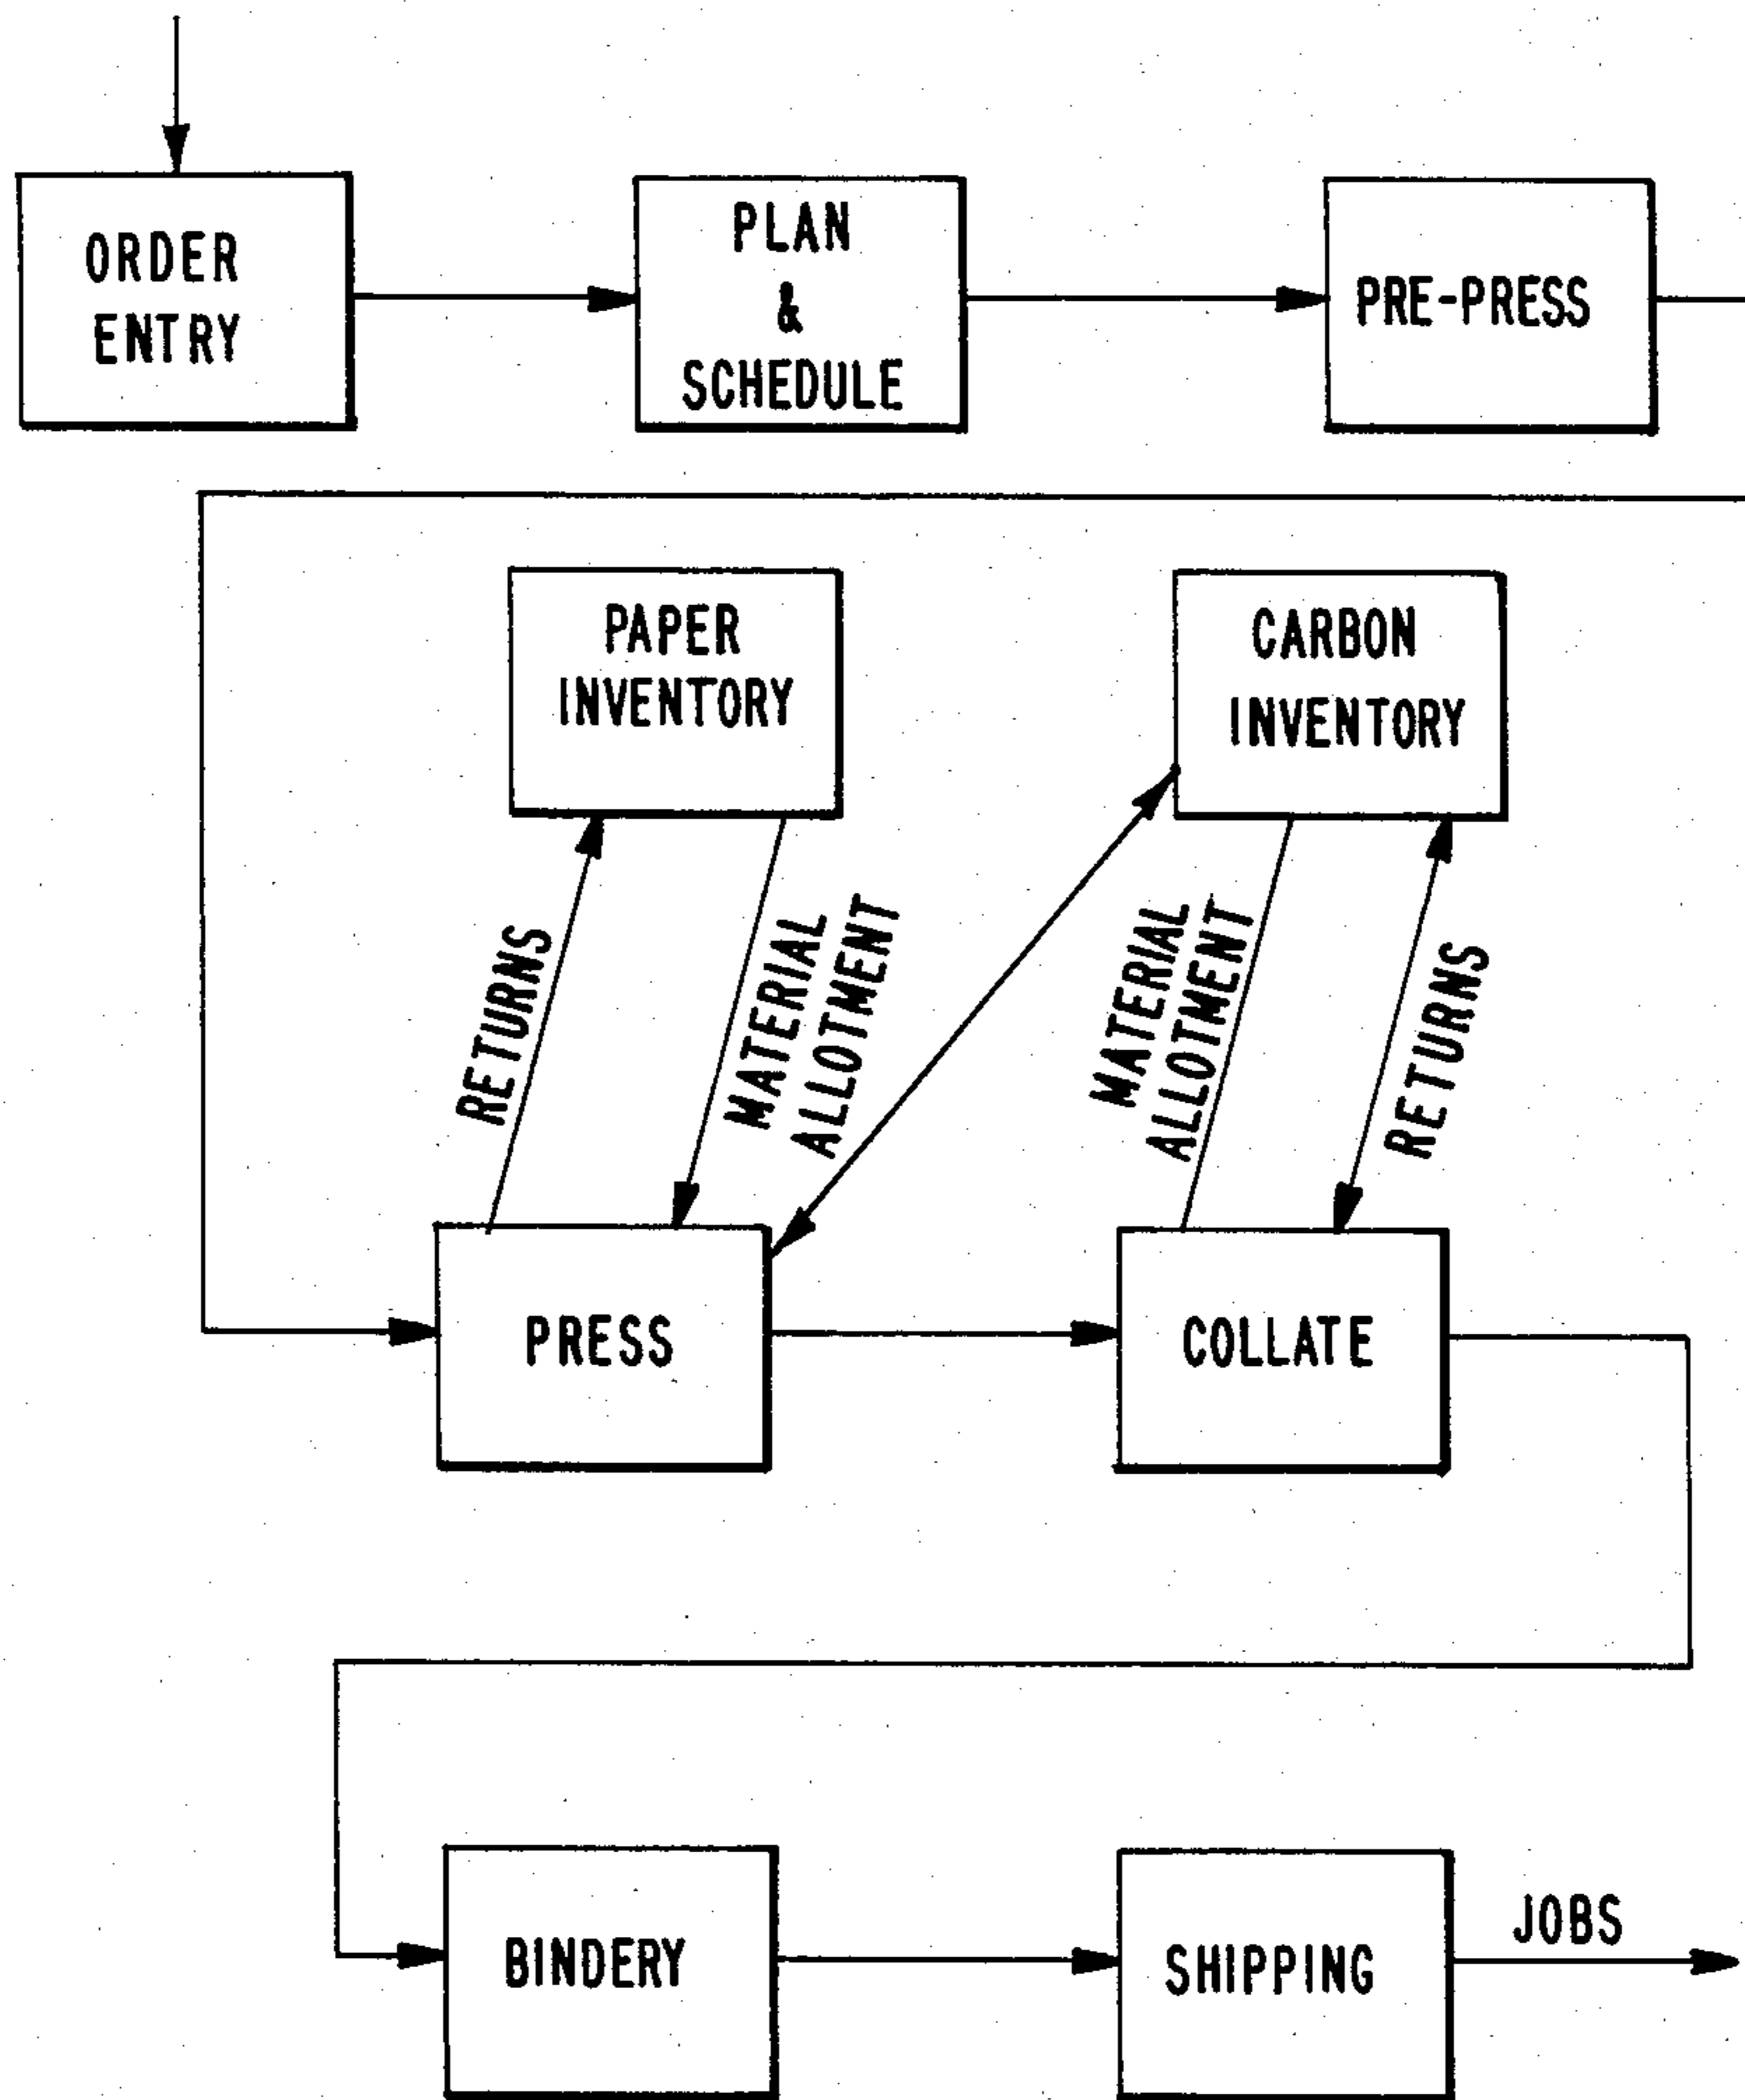 ORDER
ENTRY
PLAN
&
SCHEDULE
PRE-PRESS
PAPER
INVENTORY
CARBON
INVENTORY
RETURNS
MATERIAL
ALLOTMENT
MATERIAL
ALLOTMENT
RETURNS
PRESS
COLLATE
BINDERY
SHIPPING
JOBS